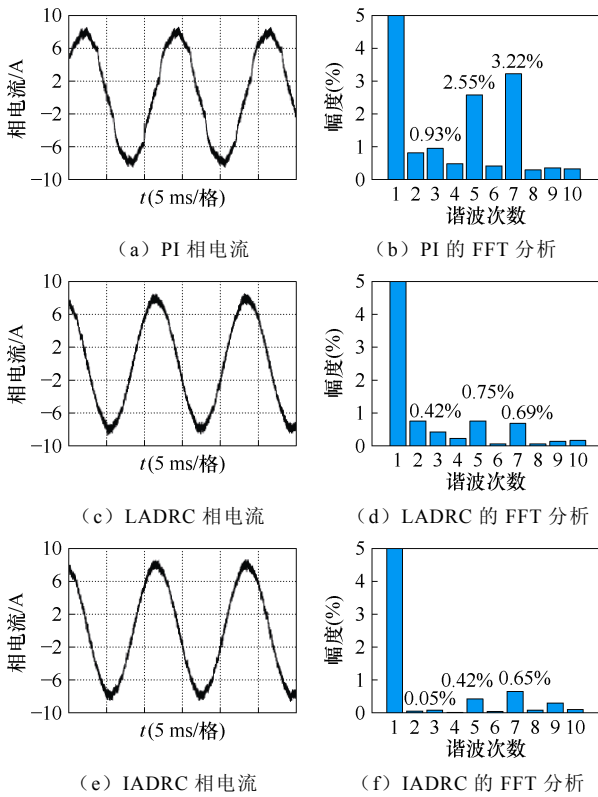 10
6
2
−2
−6
−10
相电流/A
t(5 ms/格)
（a）PI 相电流
5
4
3
2
1
0
幅度(%)
0.93%
2.55%
3.22%
1 2 3 4 5 6 7 8 9 10
谐波次数
（b）PI 的 FFT 分析
10
6
2
−2
−6
−10
相电流/A
t(5 ms/格)
（c）LADRC 相电流
5
4
3
2
1
0
幅度(%)
0.42%
0.75%
0.69%
1 2 3 4 5 6 7 8 9 10
谐波次数
（d）LADRC 的 FFT 分析
10
6
2
−2
−6
−10
相电流/A
t(5 ms/格)
（e）IADRC 相电流
5
4
3
2
1
0
幅度(%)
0.05%
0.42%
0.65%
1 2 3 4 5 6 7 8 9 10
谐波次数
（f）IADRC 的 FFT 分析